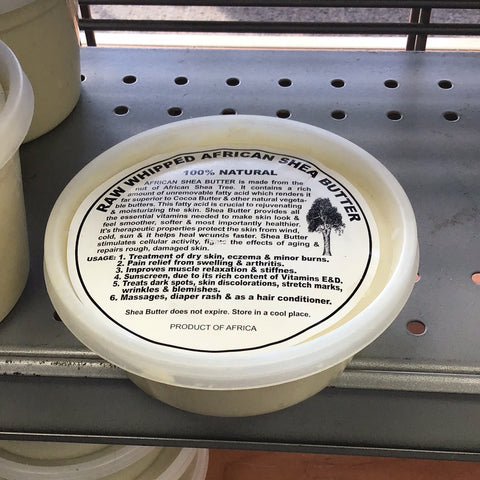 RAW WHIPPED AFRICAN SHEA BUTTER
100% NATURAL
AFRICAN SHEA BUTTER is made from the
nut of African Shea Tree. It contains a rich
amount of unremovable fatty acid which renders it
far superior to Cocoa Butter & other natural vegeta-
ble butters. This fatty acid is crucial to rejuvenating
& moisturizing the skin. Shea Butter provides all
the essential vitamins needed to make skin look &
feel smoother, softer & most importantly healthier.
It's therapeutic properties protect the skin from wind,
cold, sun & it helps heal wounds faster. Shea Butter
stimulates cellular activity, the effects of aging &
repairs rough, damaged skin.
USAGE: 1. Treatment of dry skin, eczema & minor burns.
2. Pain relief from swelling & arthritis.
3. Improves muscle relaxation & stiffnes.
4. Sunscreen, due to its rich content of Vitamins E&D.
5. Treats dark spots, skin discolorations, stretch marks,
wrinkles & blemishes.
6. Massages, diaper rash & as a hair conditioner.
Shea Butter does not expire. Store in a cool place.
PRODUCT OF AFRICA